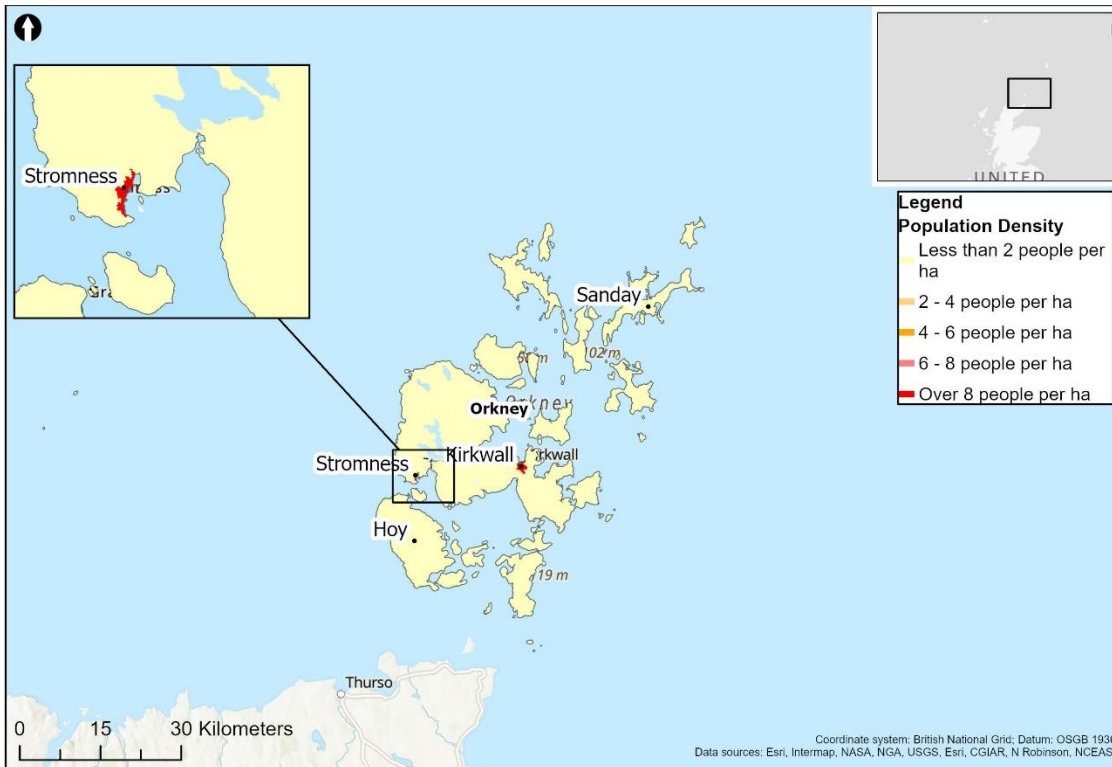 Stromness
UNITED
Legend
Population Density
Less than 2 people per
ha
2 - 4 people per ha
4 - 6 people per ha
6 - 8 people per ha
Over 8 people per ha
Sanday
02 m
Orkney
Orkney
Kirkwall
rkwall
Stromness
Hoy
19 m
Thurso
0 15 30 Kilometers
Coordinate system: British National Grid; Datum: OSGB 1936
Data sources: Esri, Intermap, NASA, NGA, USGS, Esri, CGIAR, N Robinson, NCEAS